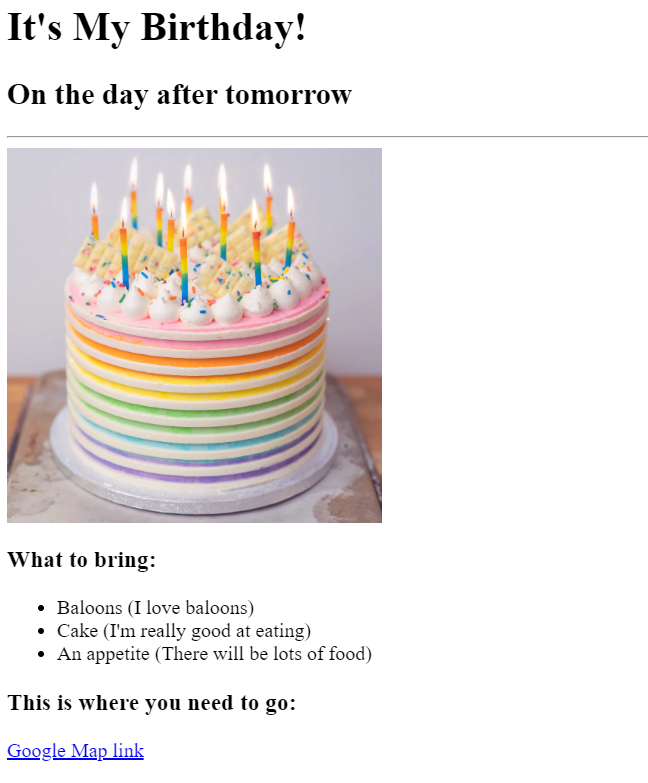 It's My Birthday!
On the day after tomorrow
What to bring:
Baloons (I love baloons)
Cake (I'm really good at eating)
An appetite (There will be lots of food)
This is where you need to go:
Google Map link